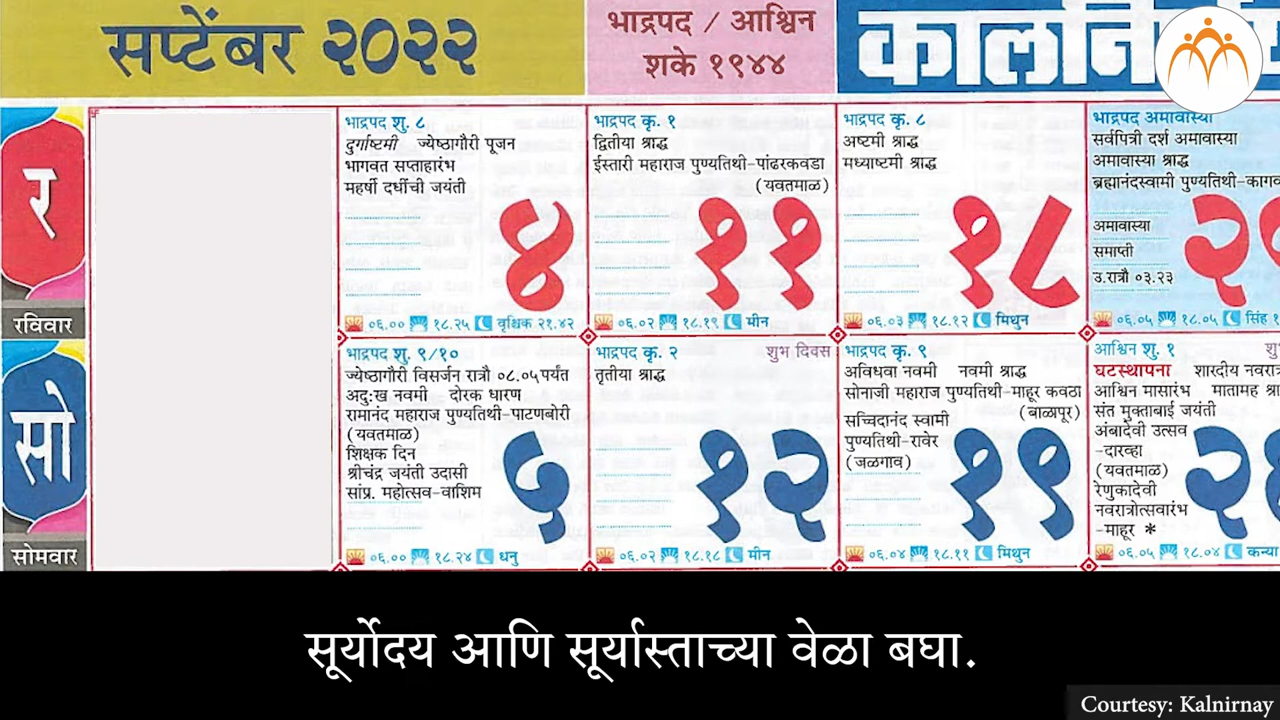 सप्टेंबर २०२२
भाद्रपद / आश्विन
शके १९४४
र
रविवार
भाद्रपद शु. ८
दुर्गाष्टमी ज्येष्ठागौरी पूजन
भागवत सप्ताहारंभ
महर्षी दधींची जयंती
४
०६.०० १८.२५ वृश्चिक २१.४२
भाद्रपद कृ. १
द्वितीया श्राद्ध
ईस्तारी महाराज पुण्यतिथी-पांढरकवडा
(यवतमाळ)
११
०६.०२ १८.१९ मीन
भाद्रपद कृ. ८
अष्टमी श्राद्ध
मध्याष्टमी श्राद्ध
१८
०६.०३ १८.१२ मिथुन
भाद्रपद अमावास्या
सर्वपित्री दर्श अमावास्या
अमावास्या श्राद्ध
ब्रह्मानंदस्वामी पुण्यतिथी-
अमावास्या
समाप्ती
उ.रात्रौ ०३.२३
०६.०५ १८.०५ सिंह
सो
सोमवार
भाद्रपद शु. ९/१०
ज्येष्ठागौरी विसर्जन रात्रौ ०८.०५ पर्यंत
अदुःख नवमी दोरक धारण
रामानंद महाराज पुण्यतिथी-पाटणबोरी
(यवतमाळ)
शिक्षक दिन
श्रीचंद्र जयंती उदासी
सांप्र. महोत्सव-वाशिम
५
०६.०० १८.२४ धनु
भाद्रपद कृ. २ शुभ दिवस
तृतीया श्राद्ध
१२
०६.०२ १८.१८ मीन
भाद्रपद कृ. ९
अविधवा नवमी नवमी श्राद्ध
सोनाजी महाराज पुण्यतिथी-माहूर कवठा
(बाळापूर)
सच्चिदानंद स्वामी
पुण्यतिथी-रावेर
(जळगाव)
१९
०६.०४ १८.११ मिथुन
आश्विन शु. १
घटस्थापना शारदीय
आश्विन मासारंभ मातामह
संत मुक्ताबाई जयंती
अंबादेवी उत्सव
-दारव्हा
(यवतमाळ)
रेणुकादेवी
नवरात्रोत्सवारंभ
-माहूर *
०६.०५ १८.०४ कन्या
सूर्योदय आणि सूर्यास्ताच्या वेळा बघा.
Courtesy: Kalnirnay